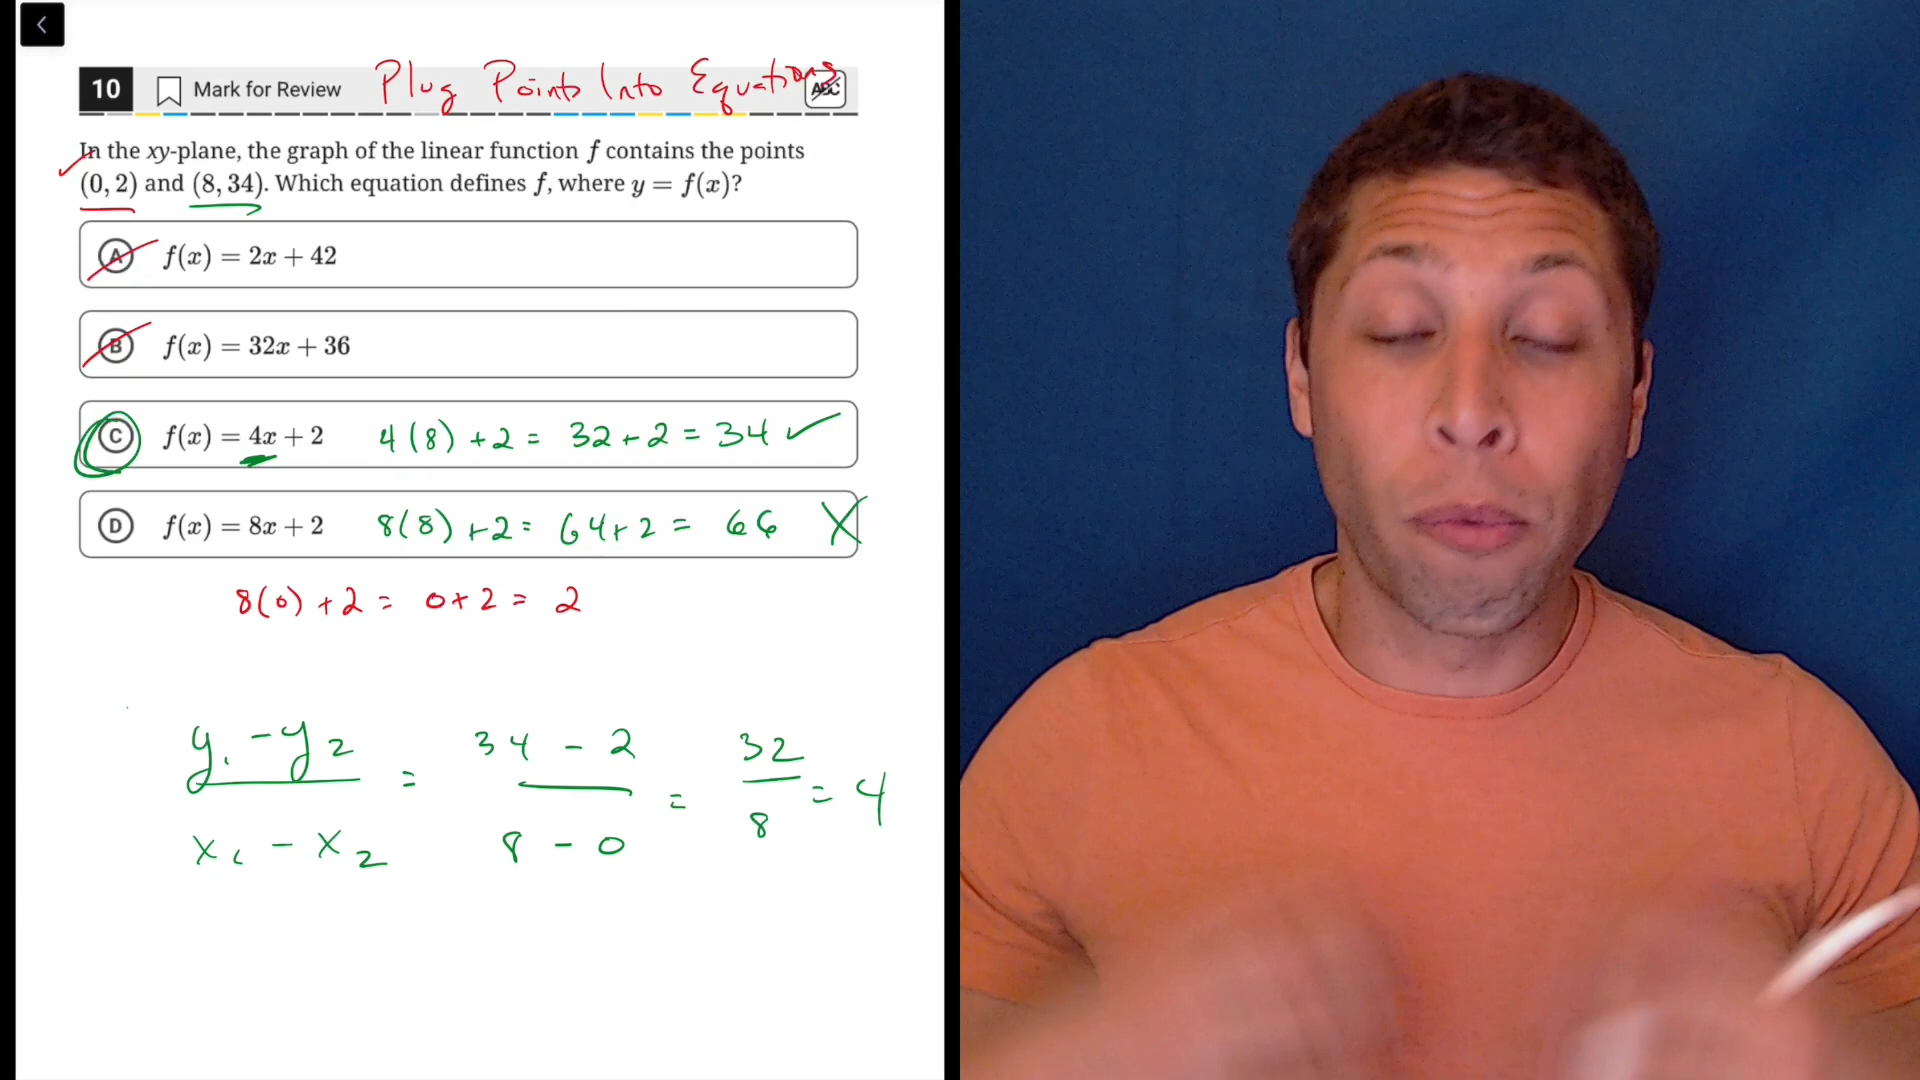 10 Mark for Review Plug Points Into Equations ABC
In the xy-plane, the graph of the linear function f contains the points
(0, 2) and (8, 34). Which equation defines f, where y = f(x)?
A f(x) = 2x + 42
B f(x) = 32x + 36
C f(x) = 4x + 2 4(8) + 2 = 32 + 2 = 34 ✓
D f(x) = 8x + 2 8(8) + 2 = 64 + 2 = 66 X
8(0) + 2 = 0 + 2 = 2
y₁ - y₂ = 34 - 2 = 32 = 4
x₁ - x₂ 8 - 0 8